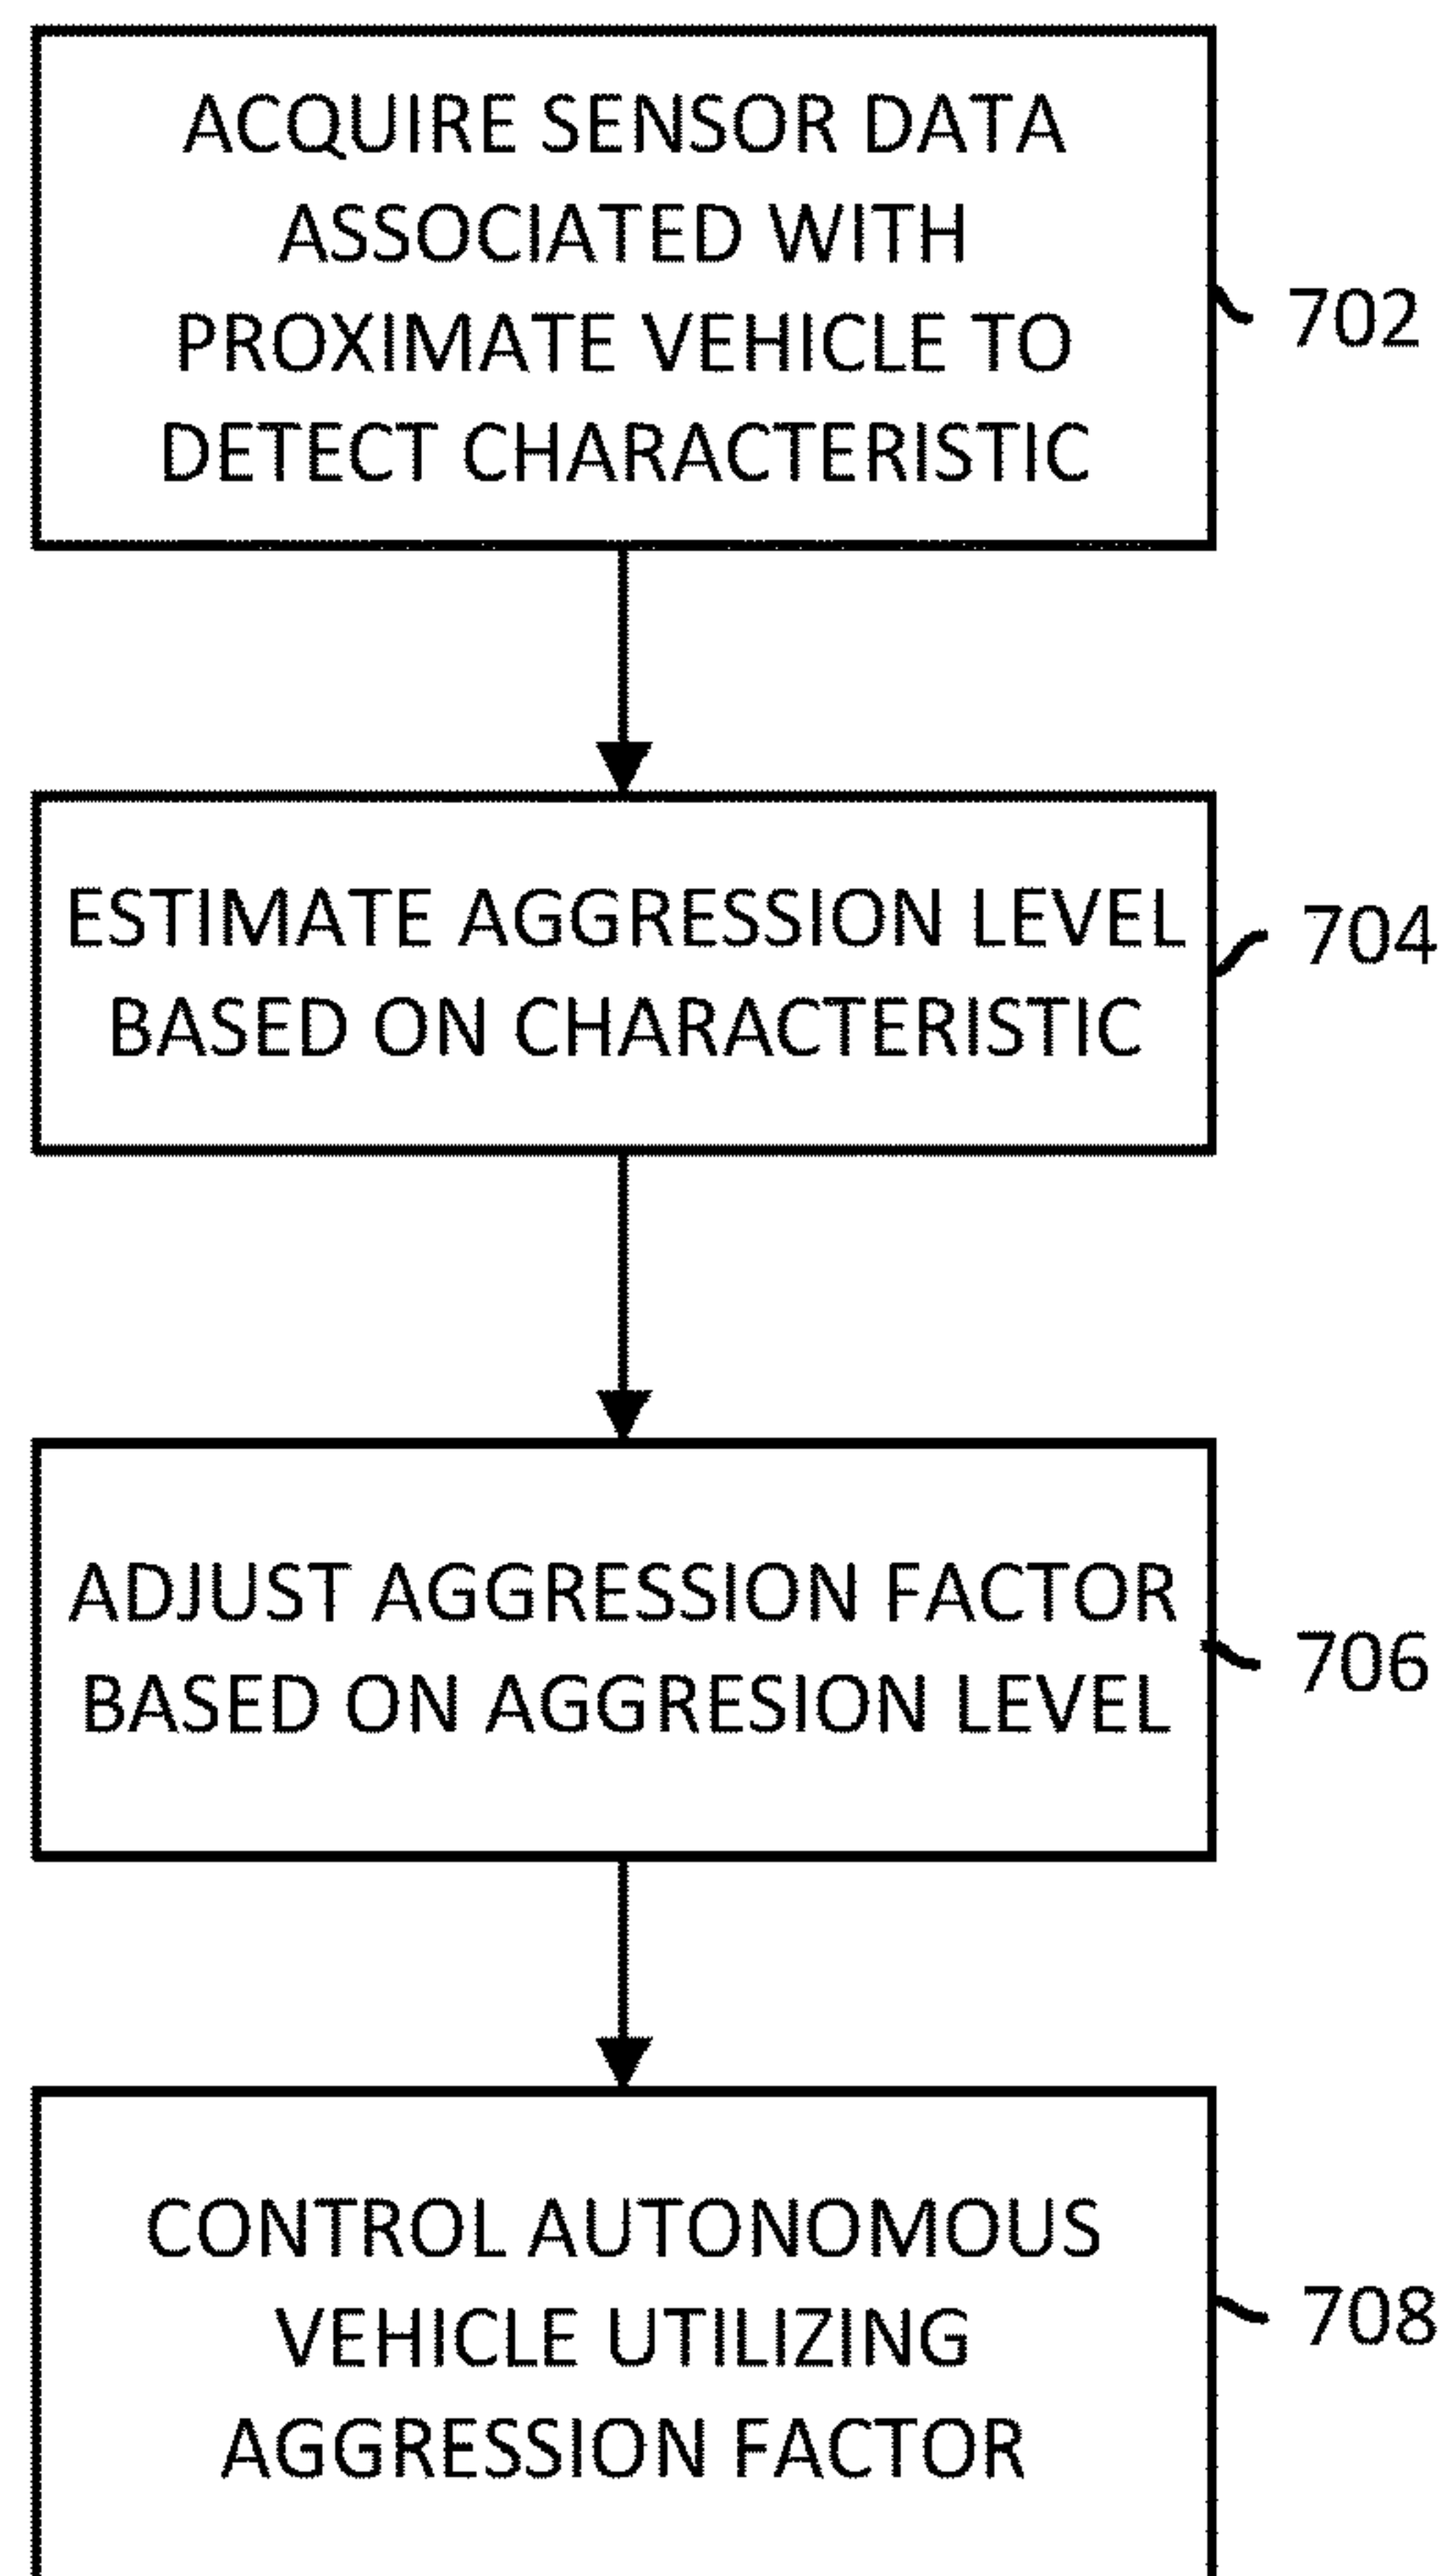 ACQUIRE SENSOR DATA
ASSOCIATED WITH
PROXIMATE VEHICLE TO
DETECT CHARACTERISTIC
702
ESTIMATE AGGRESSION LEVEL
BASED ON CHARACTERISTIC
704
ADJUST AGGRESSION FACTOR
BASED ON AGGRESION LEVEL
706
CONTROL AUTONOMOUS
VEHICLE UTILIZING
AGGRESSION FACTOR
708